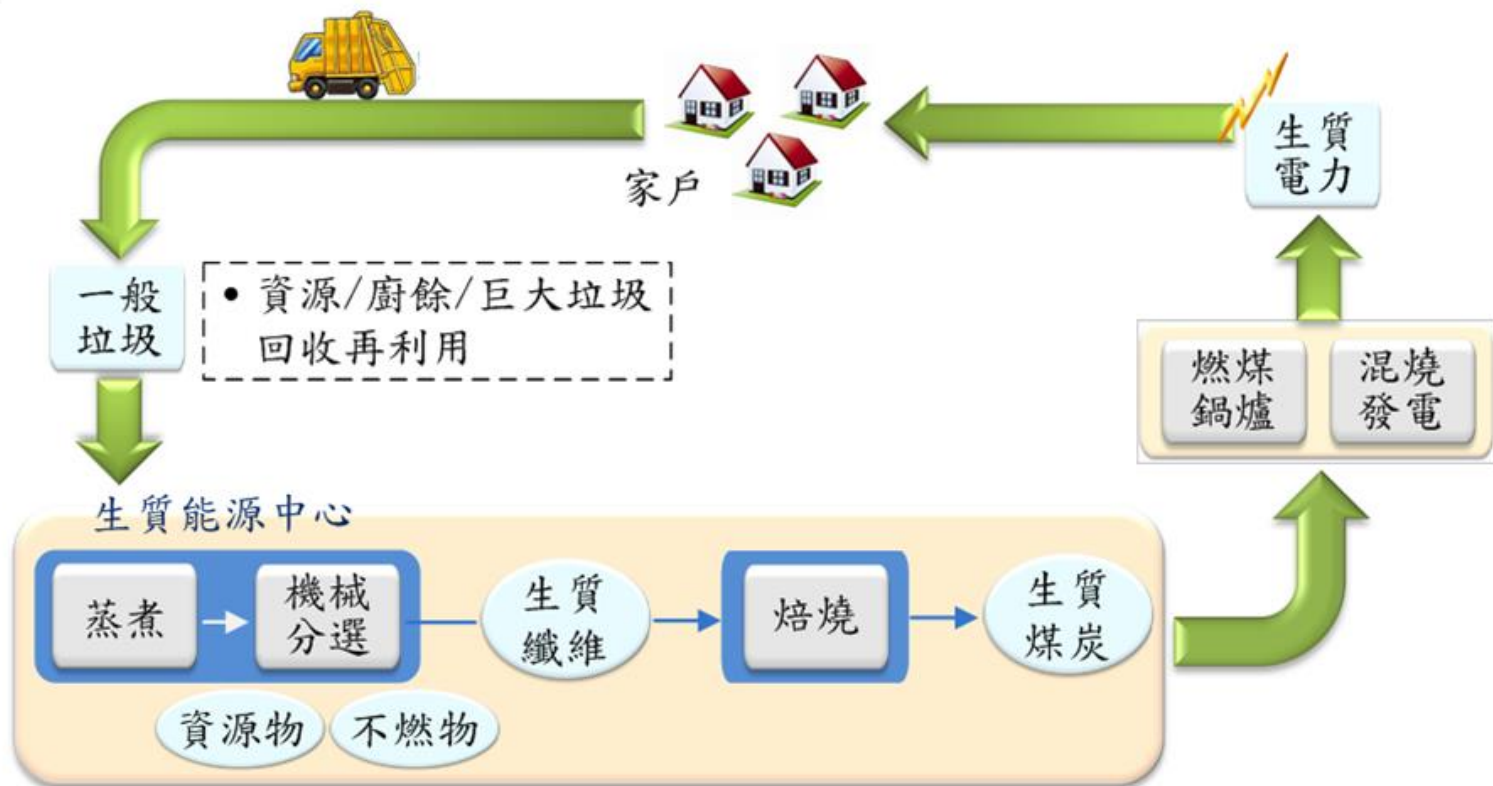 家戶
生質
電力
一般
垃圾
• 資源/廚餘/巨大垃圾
回收再利用
燃煤
鍋爐
混燒
發電
生質能源中心
蒸煮
機械
分選
生質
纖維
焙燒
生質
煤炭
資源物
不燃物